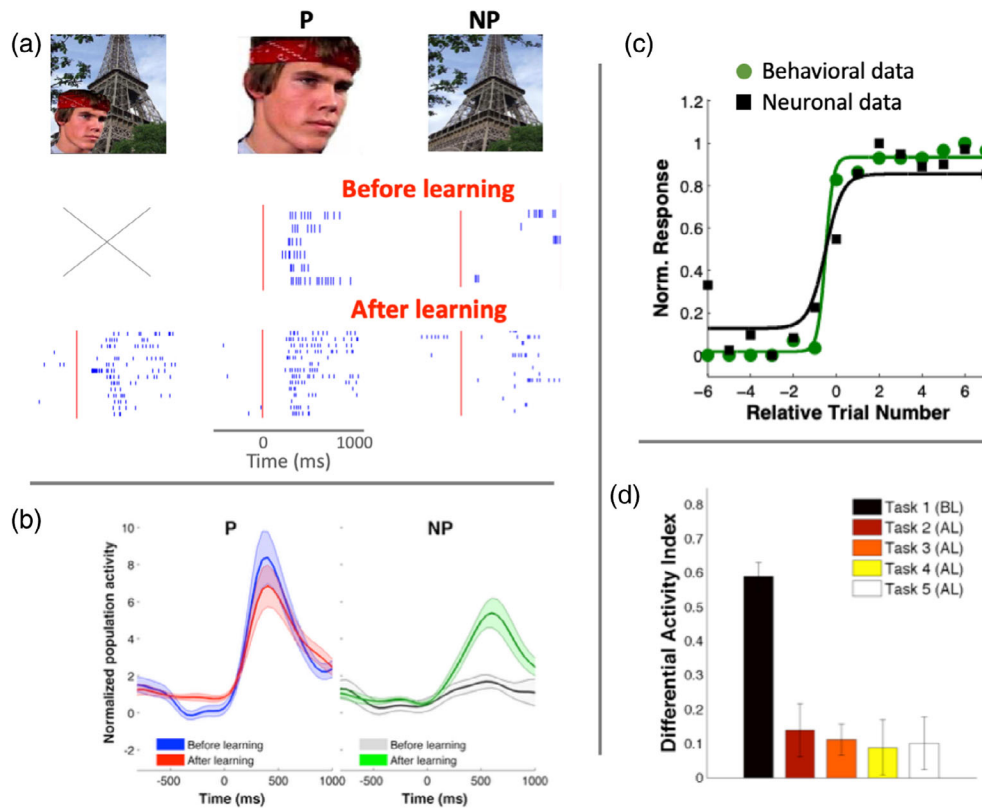 (a)
P
NP
Before learning
After learning
0
1000
Time (ms)
(b)
P
NP
Normalized population activity
10
8
6
4
2
0
-2
Before learning
After learning
Before learning
After learning
-500
0
500
1000
-500
0
500
1000
Time (ms)
Time (ms)
(c)
Behavioral data
Neuronal data
Norm. Response
1.2
1
0.8
0.6
0.4
0.2
0
-6
-4
-2
0
2
4
6
Relative Trial Number
(d)
Differential Activity Index
0.8
0.7
0.6
0.5
0.4
0.3
0.2
0.1
0
Task 1 (BL)
Task 2 (AL)
Task 3 (AL)
Task 4 (AL)
Task 5 (AL)